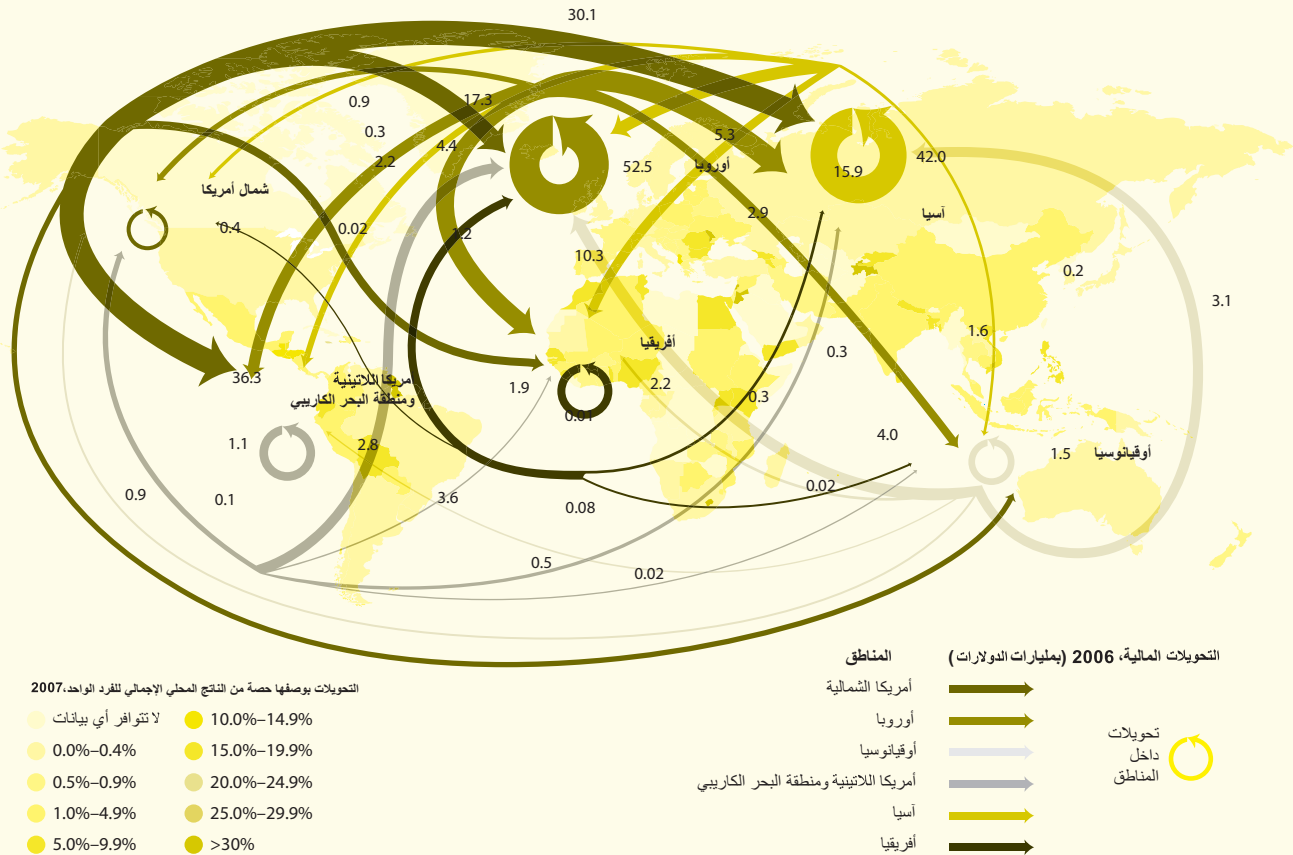 30.1
0.9
17.3
0.3
4.4
2.2
5.3
52.5
أوروبا
15.9
42.0
شمال أمريكا
0.4
0.02
1.2
2.9
آسيا
10.3
0.2
3.1
1.6
أفريقيا
0.3
36.3
أمريكا اللاتينية
ومنطقة البحر الكاريبي
1.9
2.2
0.3
0.01
1.1
2.8
4.0
1.5
أوقيانوسيا
0.9
0.1
3.6
0.08
0.02
0.5
0.02
التحويلات المالية، 2006 (بمليارات الدولارات)
المناطق
أمريكا الشمالية
أوروبا
أوقيانوسيا
أمريكا اللاتينية ومنطقة البحر الكاريبي
آسيا
أفريقيا
تحويلات
داخل
المناطق
التحويلات بوصفها حصة من الناتج المحلي الإجمالي للفرد الواحد،2007
لا تتوافر أي بيانات
0.0%–0.4%
0.5%–0.9%
1.0%–4.9%
5.0%–9.9%
10.0%–14.9%
15.0%–19.9%
20.0%–24.9%
25.0%–29.9%
>30%